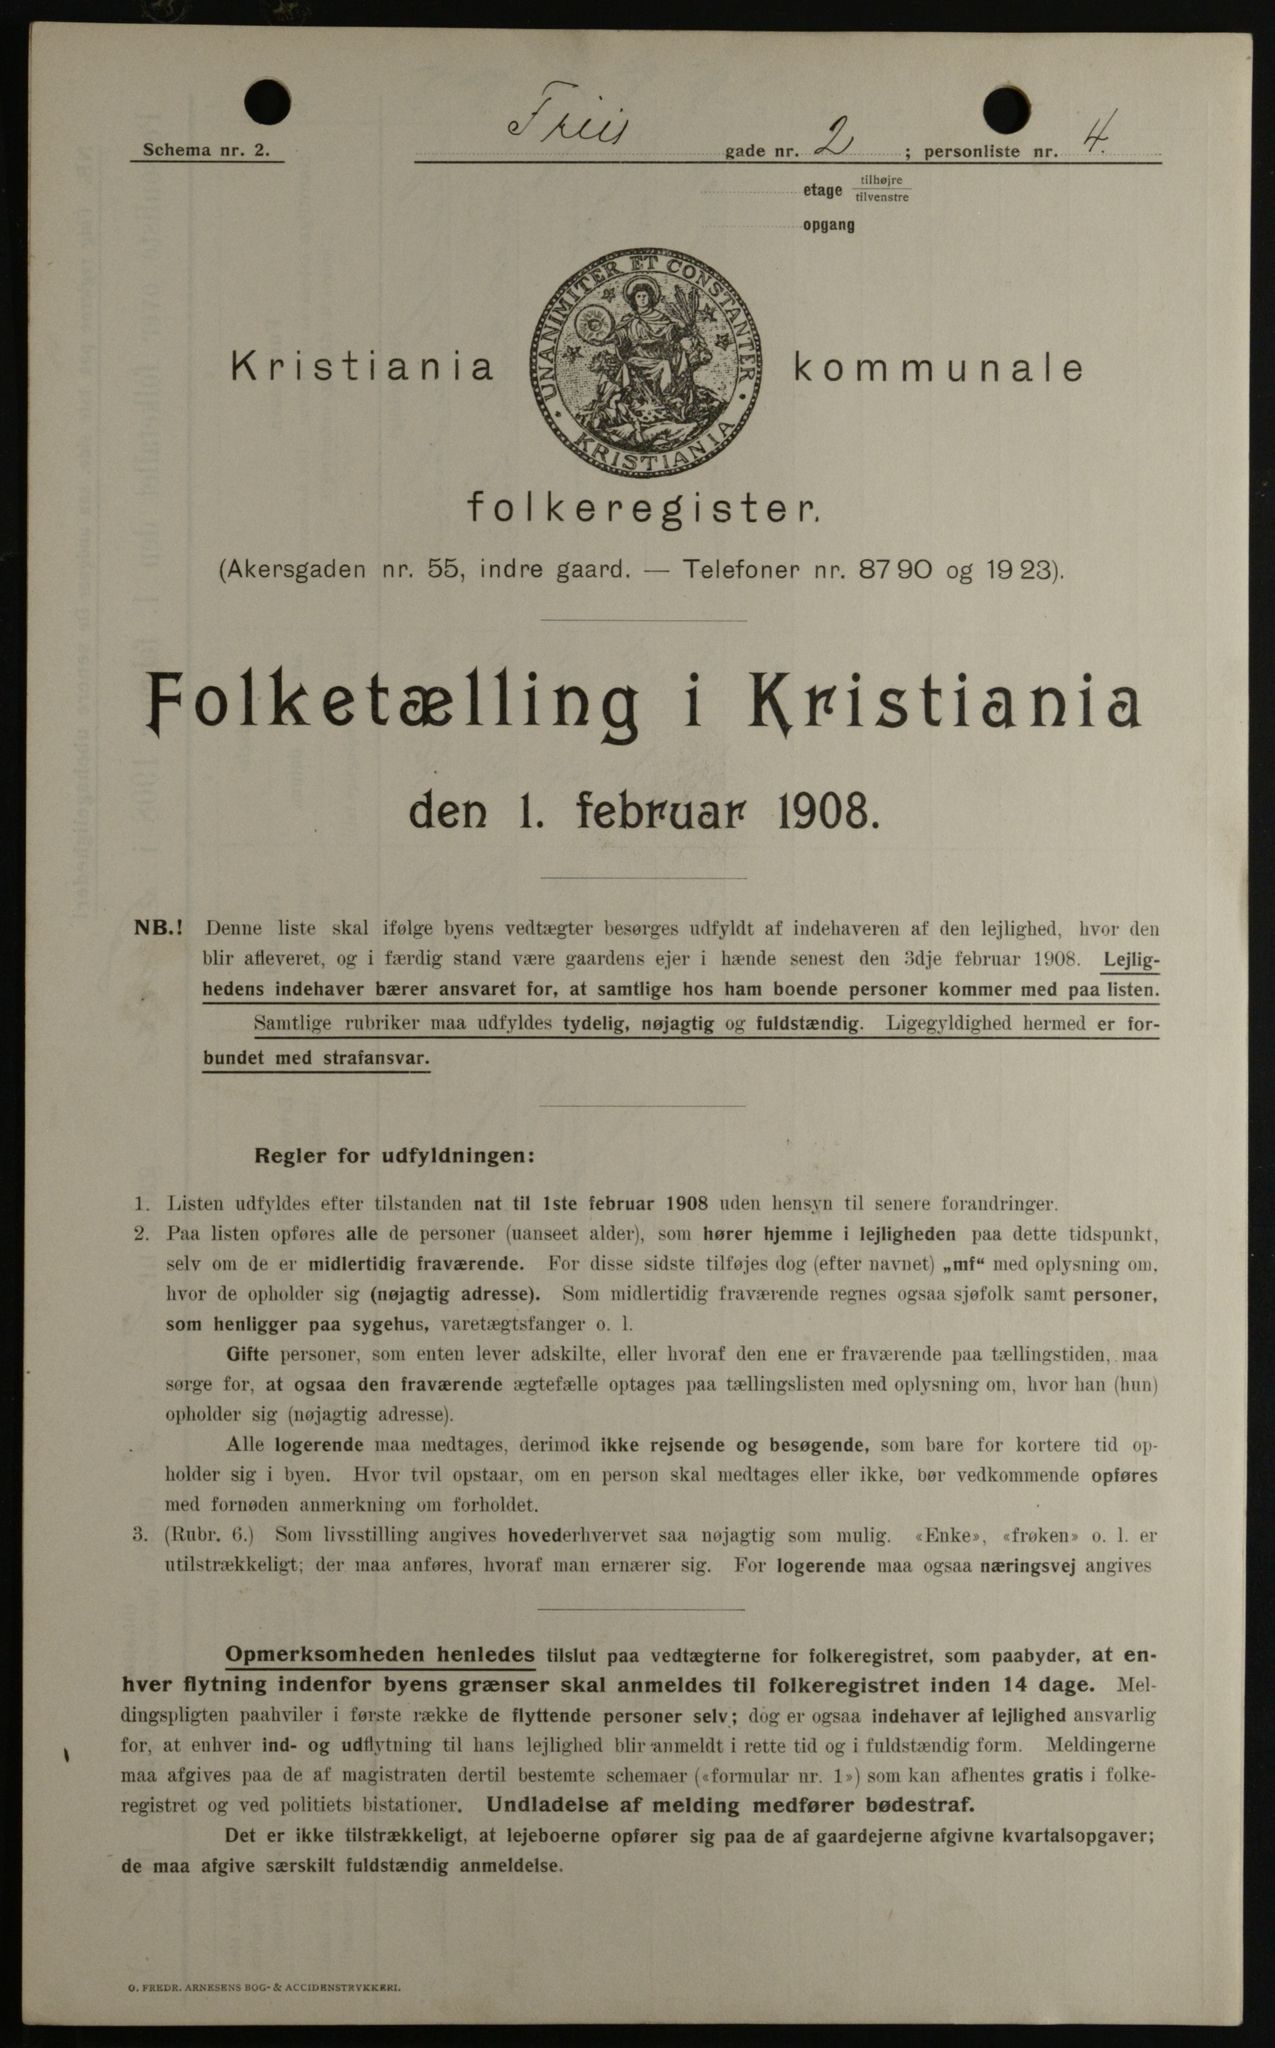 Schema nr. 2.
Friis gade nr. 2 ; personliste nr. 4.
etage tilhøjre
tilvenstre
opgang
UNANIMITER ET CONSTANTER
KRISTIANIA
Kristiania kommunale
folkeregister.
(Akersgaden nr. 55, indre gaard. — Telefoner nr. 87 90 og 19 23).
Folketælling i Kristiania
den 1. februar 1908.
NB.! Denne liste skal ifølge byens vedtægter besørges udfyldt af indehaveren af den lejlighed, hvor den
blir afleveret, og i færdig stand være gaardens ejer i hænde senest den 3dje februar 1908. Lejlig-
hedens indehaver bærer ansvaret for, at samtlige hos ham boende personer kommer med paa listen.
Samtlige rubriker maa udfyldes tydelig, nøjagtig og fuldstændig. Ligegyldighed hermed er for-
bundet med strafansvar.
Regler for udfyldningen:
1. Listen udfyldes efter tilstanden nat til 1ste februar 1908 uden hensyn til senere forandringer.
2. Paa listen opføres alle de personer (uanseet alder), som hører hjemme i lejligheden paa dette tidspunkt,
selv om de er midlertidig fraværende. For disse sidste tilføjes dog (efter navnet) „mf“ med oplysning om,
hvor de opholder sig (nøjagtig adresse). Som midlertidig fraværende regnes ogsaa sjøfolk samt personer,
som henligger paa sygehus, varetægtsfanger o. l.
Gifte personer, som enten lever adskilte, eller hvoraf den ene er fraværende paa tællingstiden, maa
sørge for, at ogsaa den fraværende ægtefælle optages paa tællingslisten med oplysning om, hvor han (hun)
opholder sig (nøjagtig adresse).
Alle logerende maa medtages, derimod ikke rejsende og besøgende, som bare for kortere tid op-
holder sig i byen. Hvor tvil opstaar, om en person skal medtages eller ikke, bør vedkommende opføres
med fornøden anmerkning om forholdet.
3. (Rubr. 6.) Som livsstilling angives hovederhvervet saa nøjagtig som mulig. «Enke», «frøken» o. l. er
utilstrækkeligt; der maa anføres, hvoraf man ernærer sig. For logerende maa ogsaa næringsvej angives
Opmerksomheden henledes tilslut paa vedtægterne for folkeregistret, som paabyder, at en-
hver flytning indenfor byens grænser skal anmeldes til folkeregistret inden 14 dage. Mel-
dingspligten paahviler i første række de flyttende personer selv; dog er ogsaa indehaver af lejlighed ansvarlig
for, at enhver ind- og udflytning til hans lejlighed blir anmeldt i rette tid og i fuldstændig form. Meldingerne
maa afgives paa de af magistraten dertil bestemte schemaer («formular nr. 1») som kan afhentes gratis i folke-
registret og ved politiets bistationer. Undladelse af melding medfører bødestraf.
Det er ikke tilstrækkeligt, at lejeboerne opfører sig paa de af gaardejerne afgivne kvartalsopgaver;
de maa afgive særskilt fuldstændig anmeldelse.
O. FREDR. ARNESENS BOG- & ACCIDENSTRYKKERI.